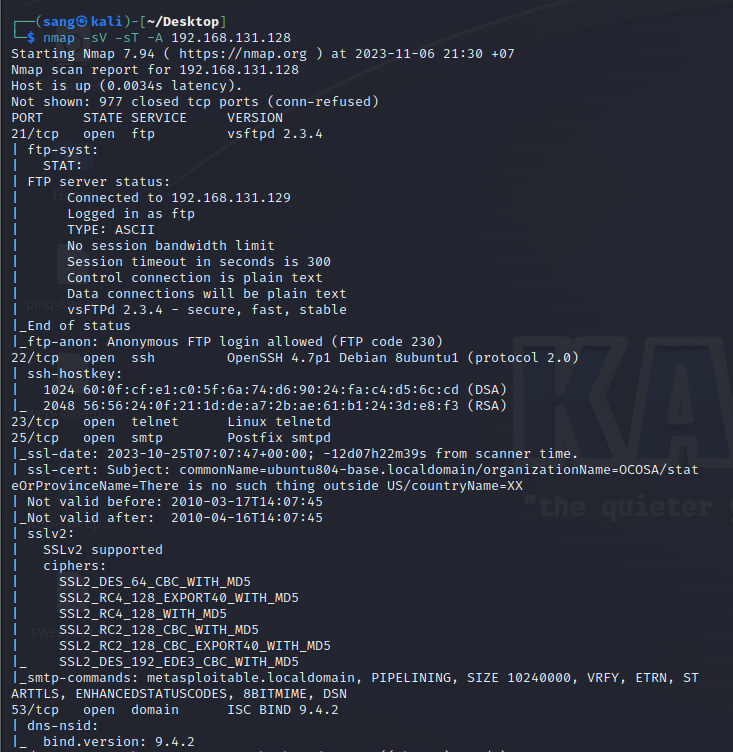 ┌──(sang㉿kali)-[~/Desktop]
└─$ nmap -sV -sT -A 192.168.131.128
Starting Nmap 7.94 ( https://nmap.org ) at 2023-11-06 21:30 +07
Nmap scan report for 192.168.131.128
Host is up (0.0034s latency).
Not shown: 977 closed tcp ports (conn-refused)
PORT     STATE SERVICE     VERSION
21/tcp   open  ftp         vsftpd 2.3.4
| ftp-syst:
|   STAT:
| FTP server status:
|      Connected to 192.168.131.129
|      Logged in as ftp
|      TYPE: ASCII
|      No session bandwidth limit
|      Session timeout in seconds is 300
|      Control connection is plain text
|      Data connections will be plain text
|      vsFTPd 2.3.4 - secure, fast, stable
|_End of status
|_ftp-anon: Anonymous FTP login allowed (FTP code 230)
22/tcp   open  ssh         OpenSSH 4.7p1 Debian 8ubuntu1 (protocol 2.0)
| ssh-hostkey:
|   1024 60:0f:cf:e1:c0:5f:6a:74:d6:90:24:fa:c4:d5:6c:cd (DSA)
|_  2048 56:56:24:0f:21:1d:de:a7:2b:ae:61:b1:24:3d:e8:f3 (RSA)
23/tcp   open  telnet      Linux telnetd
25/tcp   open  smtp        Postfix smtpd
|_ssl-date: 2023-10-25T07:07:47+00:00; -12d07h22m39s from scanner time.
| ssl-cert: Subject: commonName=ubuntu804-base.localdomain/organizationName=OCOSA/stat
eOrProvinceName=There is no such thing outside US/countryName=XX
| Not valid before: 2010-03-17T14:07:45
|_Not valid after:  2010-04-16T14:07:45
| sslv2:
|   SSLv2 supported
|   ciphers:
|     SSL2_DES_64_CBC_WITH_MD5
|     SSL2_RC4_128_EXPORT40_WITH_MD5
|     SSL2_RC4_128_WITH_MD5
|     SSL2_RC2_128_CBC_WITH_MD5
|     SSL2_RC2_128_CBC_EXPORT40_WITH_MD5
|_    SSL2_DES_192_EDE3_CBC_WITH_MD5
|_smtp-commands: metasploitable.localdomain, PIPELINING, SIZE 10240000, VRFY, ETRN, ST
ARTTLS, ENHANCEDSTATUSCODES, 8BITMIME, DSN
53/tcp   open  domain      ISC BIND 9.4.2
| dns-nsid:
|_  bind.version: 9.4.2
KA
"the quieter